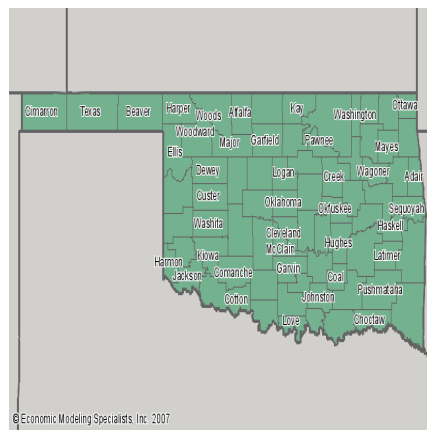 Cimarron
Texas
Beaver
Harper
Woods
Alfalfa
Kay
Washington
Ottawa
Woodward
Major
Garfield
Pawnee
Mayes
Ellis
Dewey
Logan
Creek
Wagoner
Adair
Custer
Oklahoma
Okfuskee
Sequoyah
Washita
Cleveland
Haskell
Mc Clain
Hughes
Harmon
Kiowa
Garvin
Latimer
Jackson
Comanche
Coal
Pushmataha
Cotton
Johnston
Love
Choctaw
© Economic Modeling Specialists, Inc. 2007